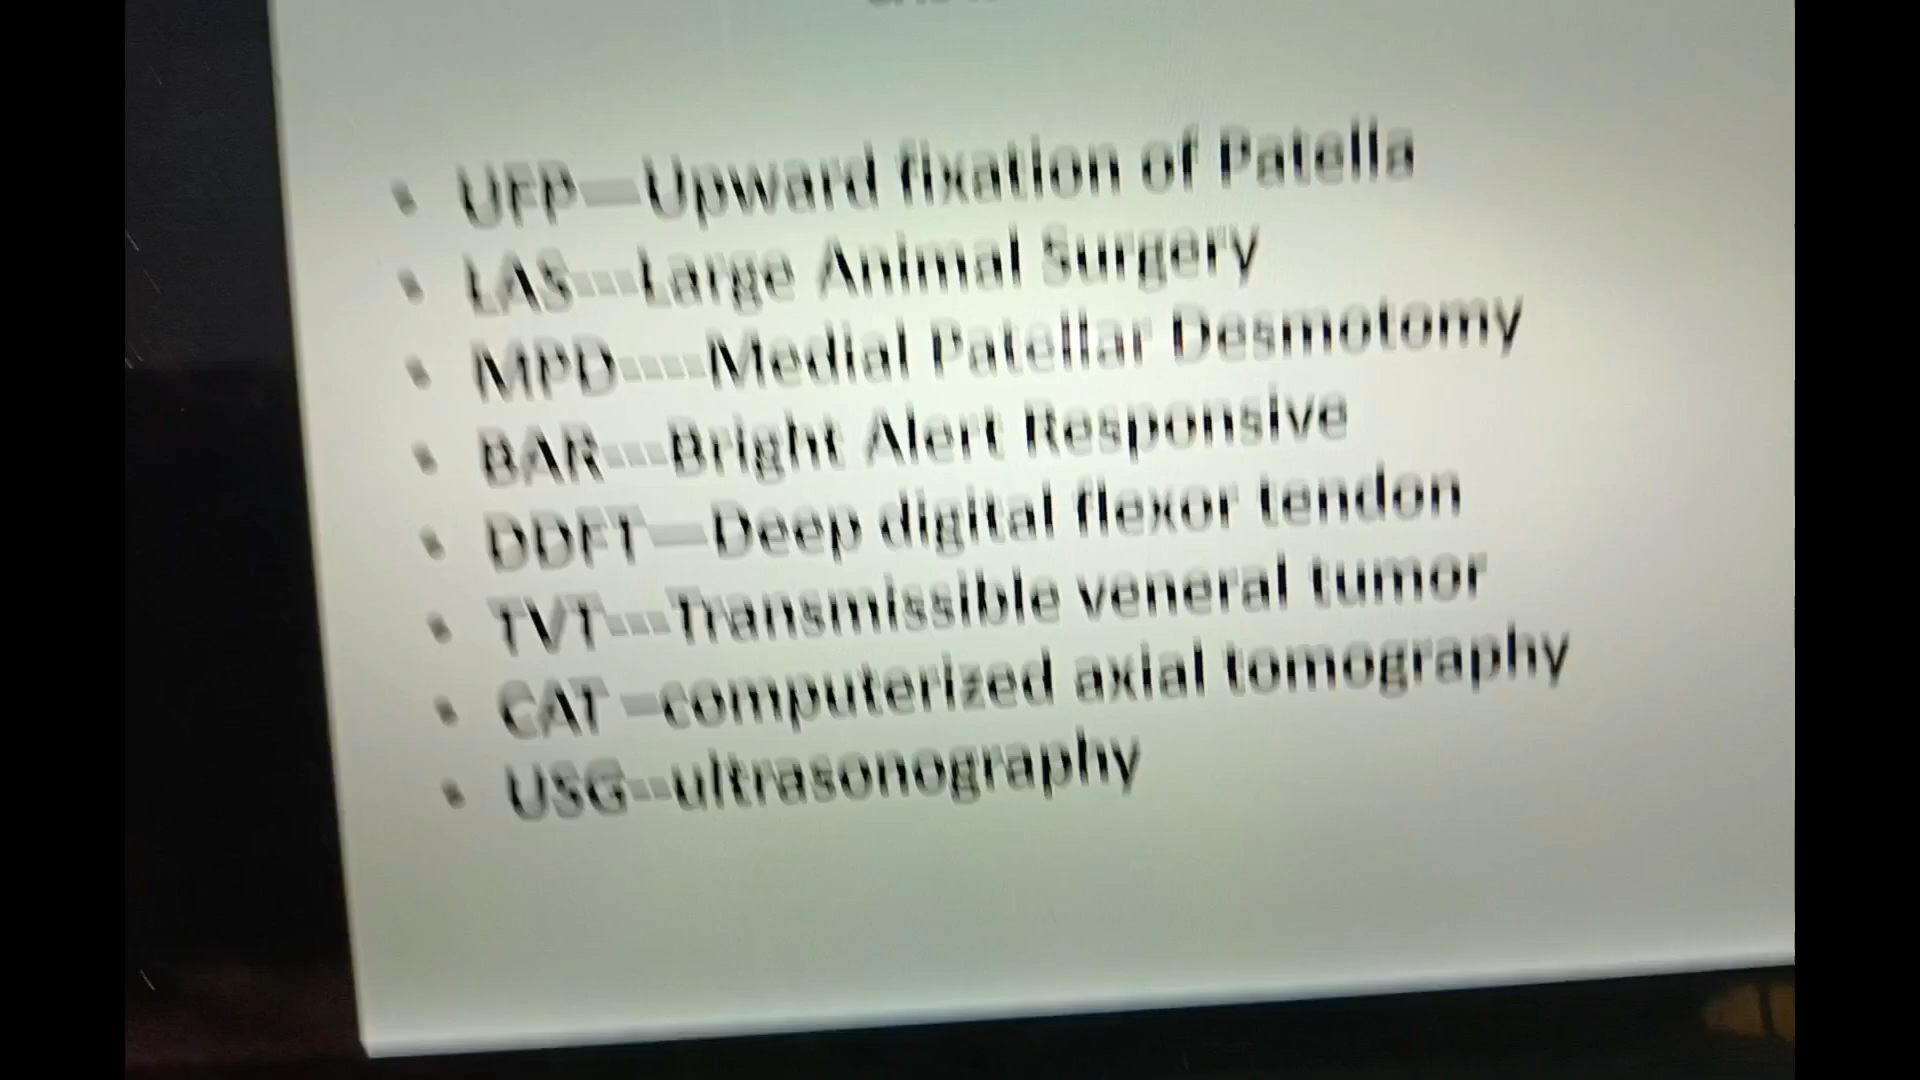 • UFP—Upward fixation of Patella
• LAS---Large Animal Surgery
• MPD-----Medial Patellar Desmotomy
• BAR---Bright Alert Responsive
• DDFT—Deep digital flexor tendon
• TVT---Transmissible veneral tumor
• CAT –computerized axial tomography
• USG--ultrasonography